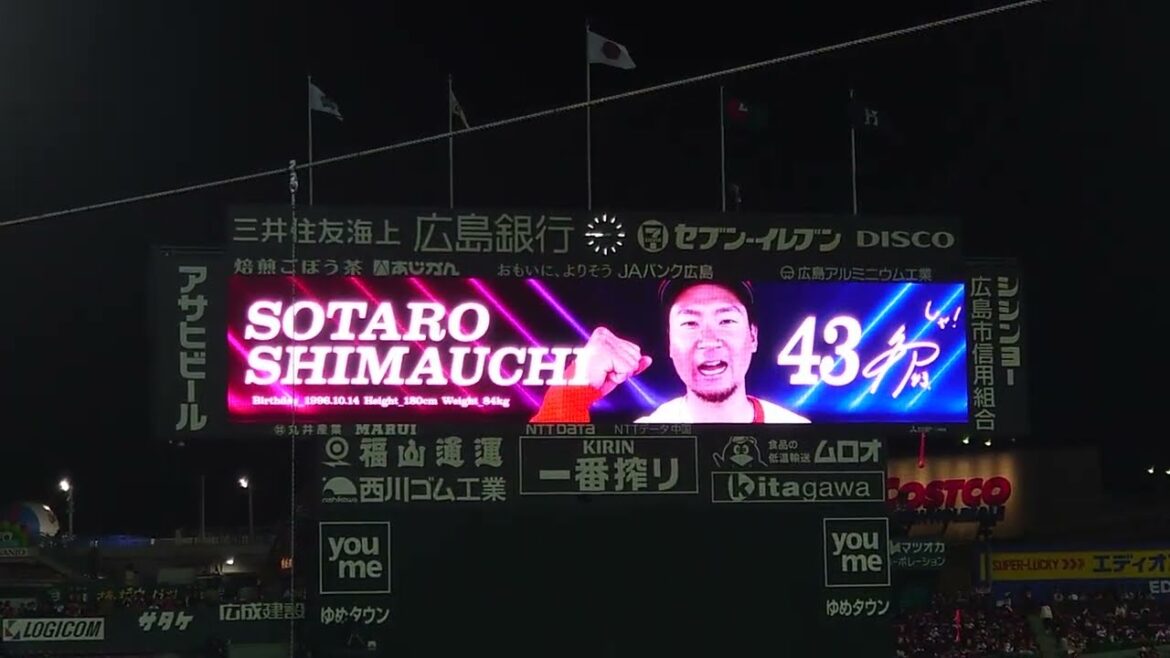 三井住友海上 広島銀行 セブン-イレブン DISCO
焙煎ごぼう茶 あじかん おもいに、よりそう JAバンク広島 広島アルミニウム工業
アサヒビール
SOTARO
SHIMAUCHI
43
シャ!
Birthday_1996.10.14 Height_180cm Weight_84kg
シンヨー
広島市信用組合
丸井産業 MARUI NTT DATA NTTデータ中国
福山通運
KIRIN
一番搾り
食品の
低温輸送 ムロオ
西川ゴム工業
Kitagawa
COSTCO
you
me
ゆめタウン
you
me
ゆめタウン
マツオカ
コーポレーション
SUPER-LUCKY >>> エディオン
LOGICOM
サタケ
広成建設